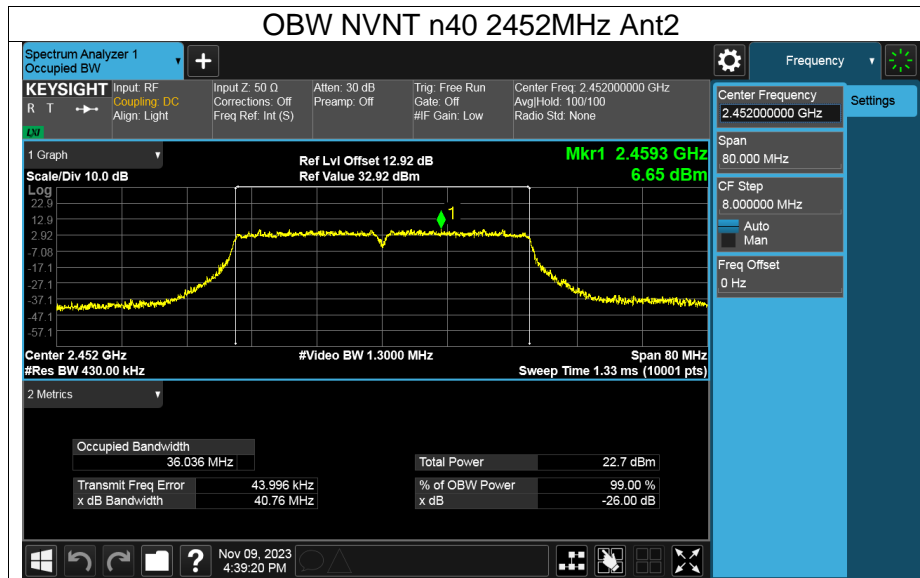 OBW NVNT n40 2452MHz Ant2
Spectrum Analyzer 1
Occupied BW
+
Frequency
KEYSIGHT
R T
LXI
Input: RF
Coupling: DC
Align: Light
Input Z: 50 Ω
Corrections: Off
Freq Ref: Int (S)
Atten: 30 dB
Preamp: Off
Trig: Free Run
Gate: Off
#IF Gain: Low
Center Freq: 2.452000000 GHz
Avg|Hold: 100/100
Radio Std: None
Center Frequency
2.452000000 GHz
Settings
Span
80.000 MHz
CF Step
8.000000 MHz
Auto
Man
Freq Offset
0 Hz
1 Graph
Ref Lvl Offset 12.92 dB
Mkr1 2.4593 GHz
Scale/Div 10.0 dB
Ref Value 32.92 dBm
6.65 dBm
Log
22.9
12.9
2.92
-7.08
-17.1
-27.1
-37.1
-47.1
-57.1
1
Center 2.452 GHz
#Video BW 1.3000 MHz
Span 80 MHz
#Res BW 430.00 kHz
Sweep Time 1.33 ms (10001 pts)
2 Metrics
Occupied Bandwidth
36.036 MHz
Total Power
22.7 dBm
Transmit Freq Error
43.996 kHz
% of OBW Power
99.00 %
x dB Bandwidth
40.76 MHz
x dB
-26.00 dB
?
Nov 09, 2023
4:39:20 PM